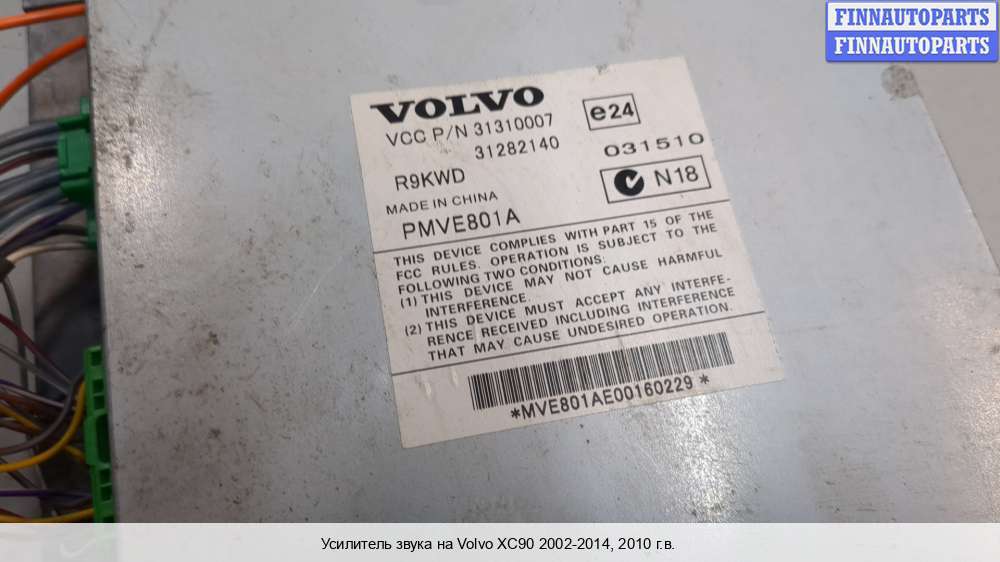 FINNAUTOPARTS
FINNAUTOPARTS
VOLVO
VCC P/N 31310007
31282140
e24
031510
R9KWD
N18
MADE IN CHINA
PMVE801A
THIS DEVICE COMPLIES WITH PART 15 OF THE
FCC RULES. OPERATION IS SUBJECT TO THE
FOLLOWING TWO CONDITIONS:
(1) THIS DEVICE MAY NOT CAUSE HARMFUL
INTERFERENCE.
(2) THIS DEVICE MUST ACCEPT ANY INTERFE-
RENCE RECEIVED INCLUDING INTERFERENCE
THAT MAY CAUSE UNDESIRED OPERATION.
*MVE801AE00160229*
Усилитель звука на Volvo XC90 2002-2014, 2010 г.в.